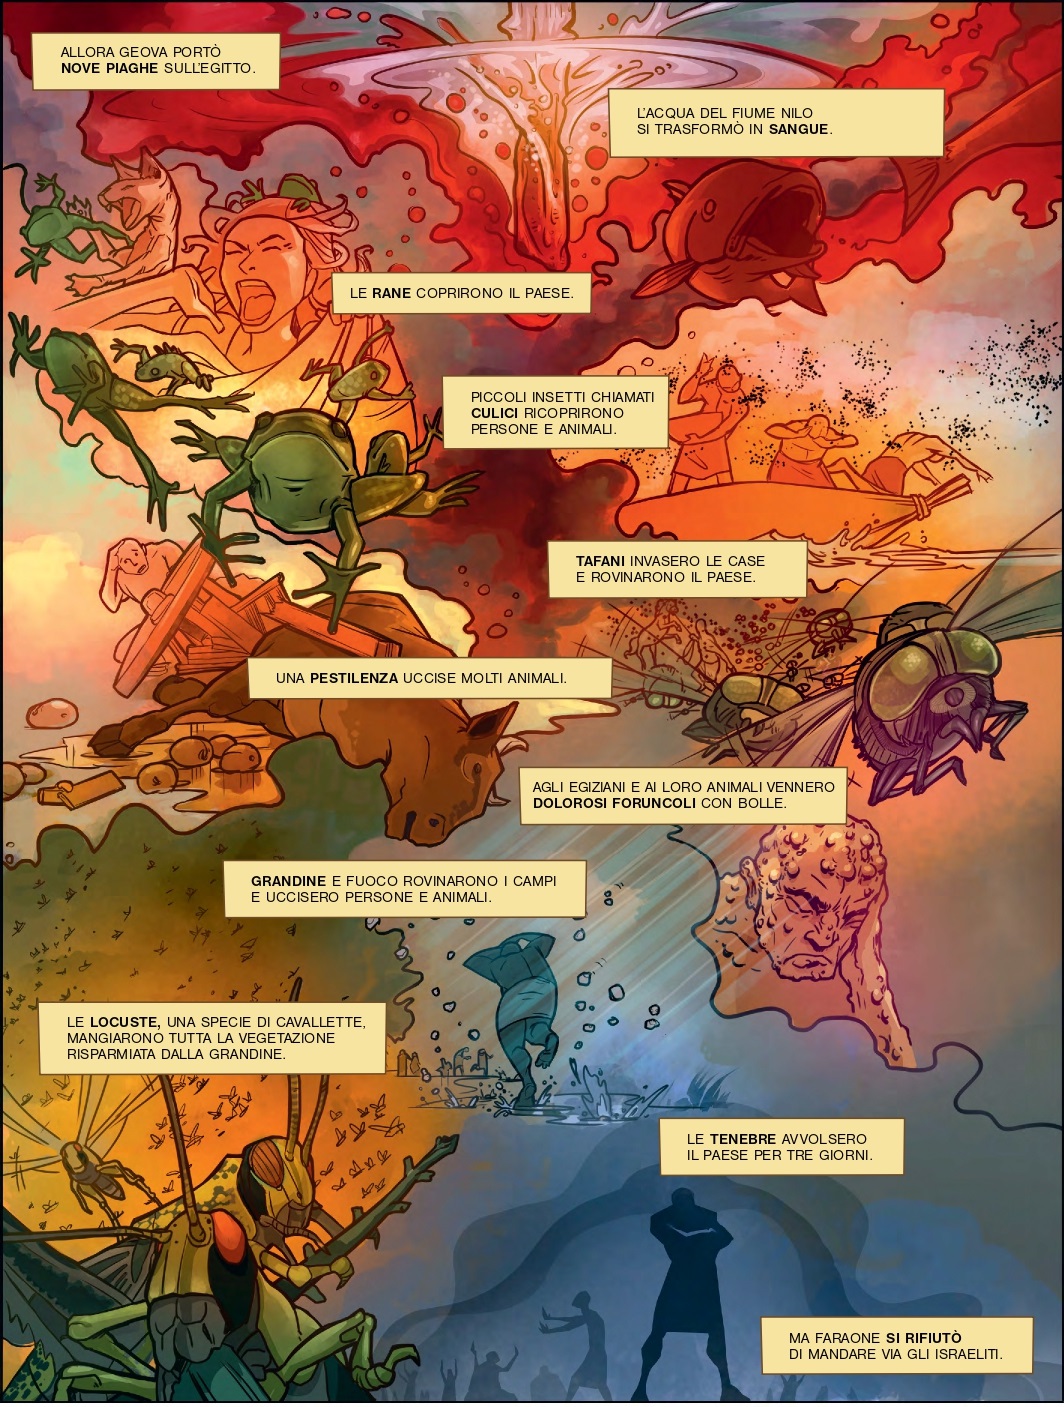 ALLORA GEOVA PORTÒ
NOVE PIAGHE SULL'EGITTO.
L'ACQUA DEL FIUME NILO
SI TRASFORMÒ IN SANGUE.
LE RANE COPRIRONO IL PAESE.
PICCOLI INSETTI CHIAMATI
CULICI RICOPRIRONO
PERSONE E ANIMALI.
TAFANI INVASERO LE CASE
E ROVINARONO IL PAESE.
UNA PESTILENZA UCCISE MOLTI ANIMALI.
AGLI EGIZIANI E AI LORO ANIMALI VENNERO
DOLOROSI FORUNCOLI CON BOLLE.
GRANDINE E FUOCO ROVINARONO I CAMPI
E UCCISERO PERSONE E ANIMALI.
LE LOCUSTE, UNA SPECIE DI CAVALLETTE,
MANGIARONO TUTTA LA VEGETAZIONE
RISPARMIATA DALLA GRANDINE.
LE TENEBRE AVVOLSERO
IL PAESE PER TRE GIORNI.
MA FARAONE SI RIFIUTÒ
DI MANDARE VIA GLI ISRAELITI.